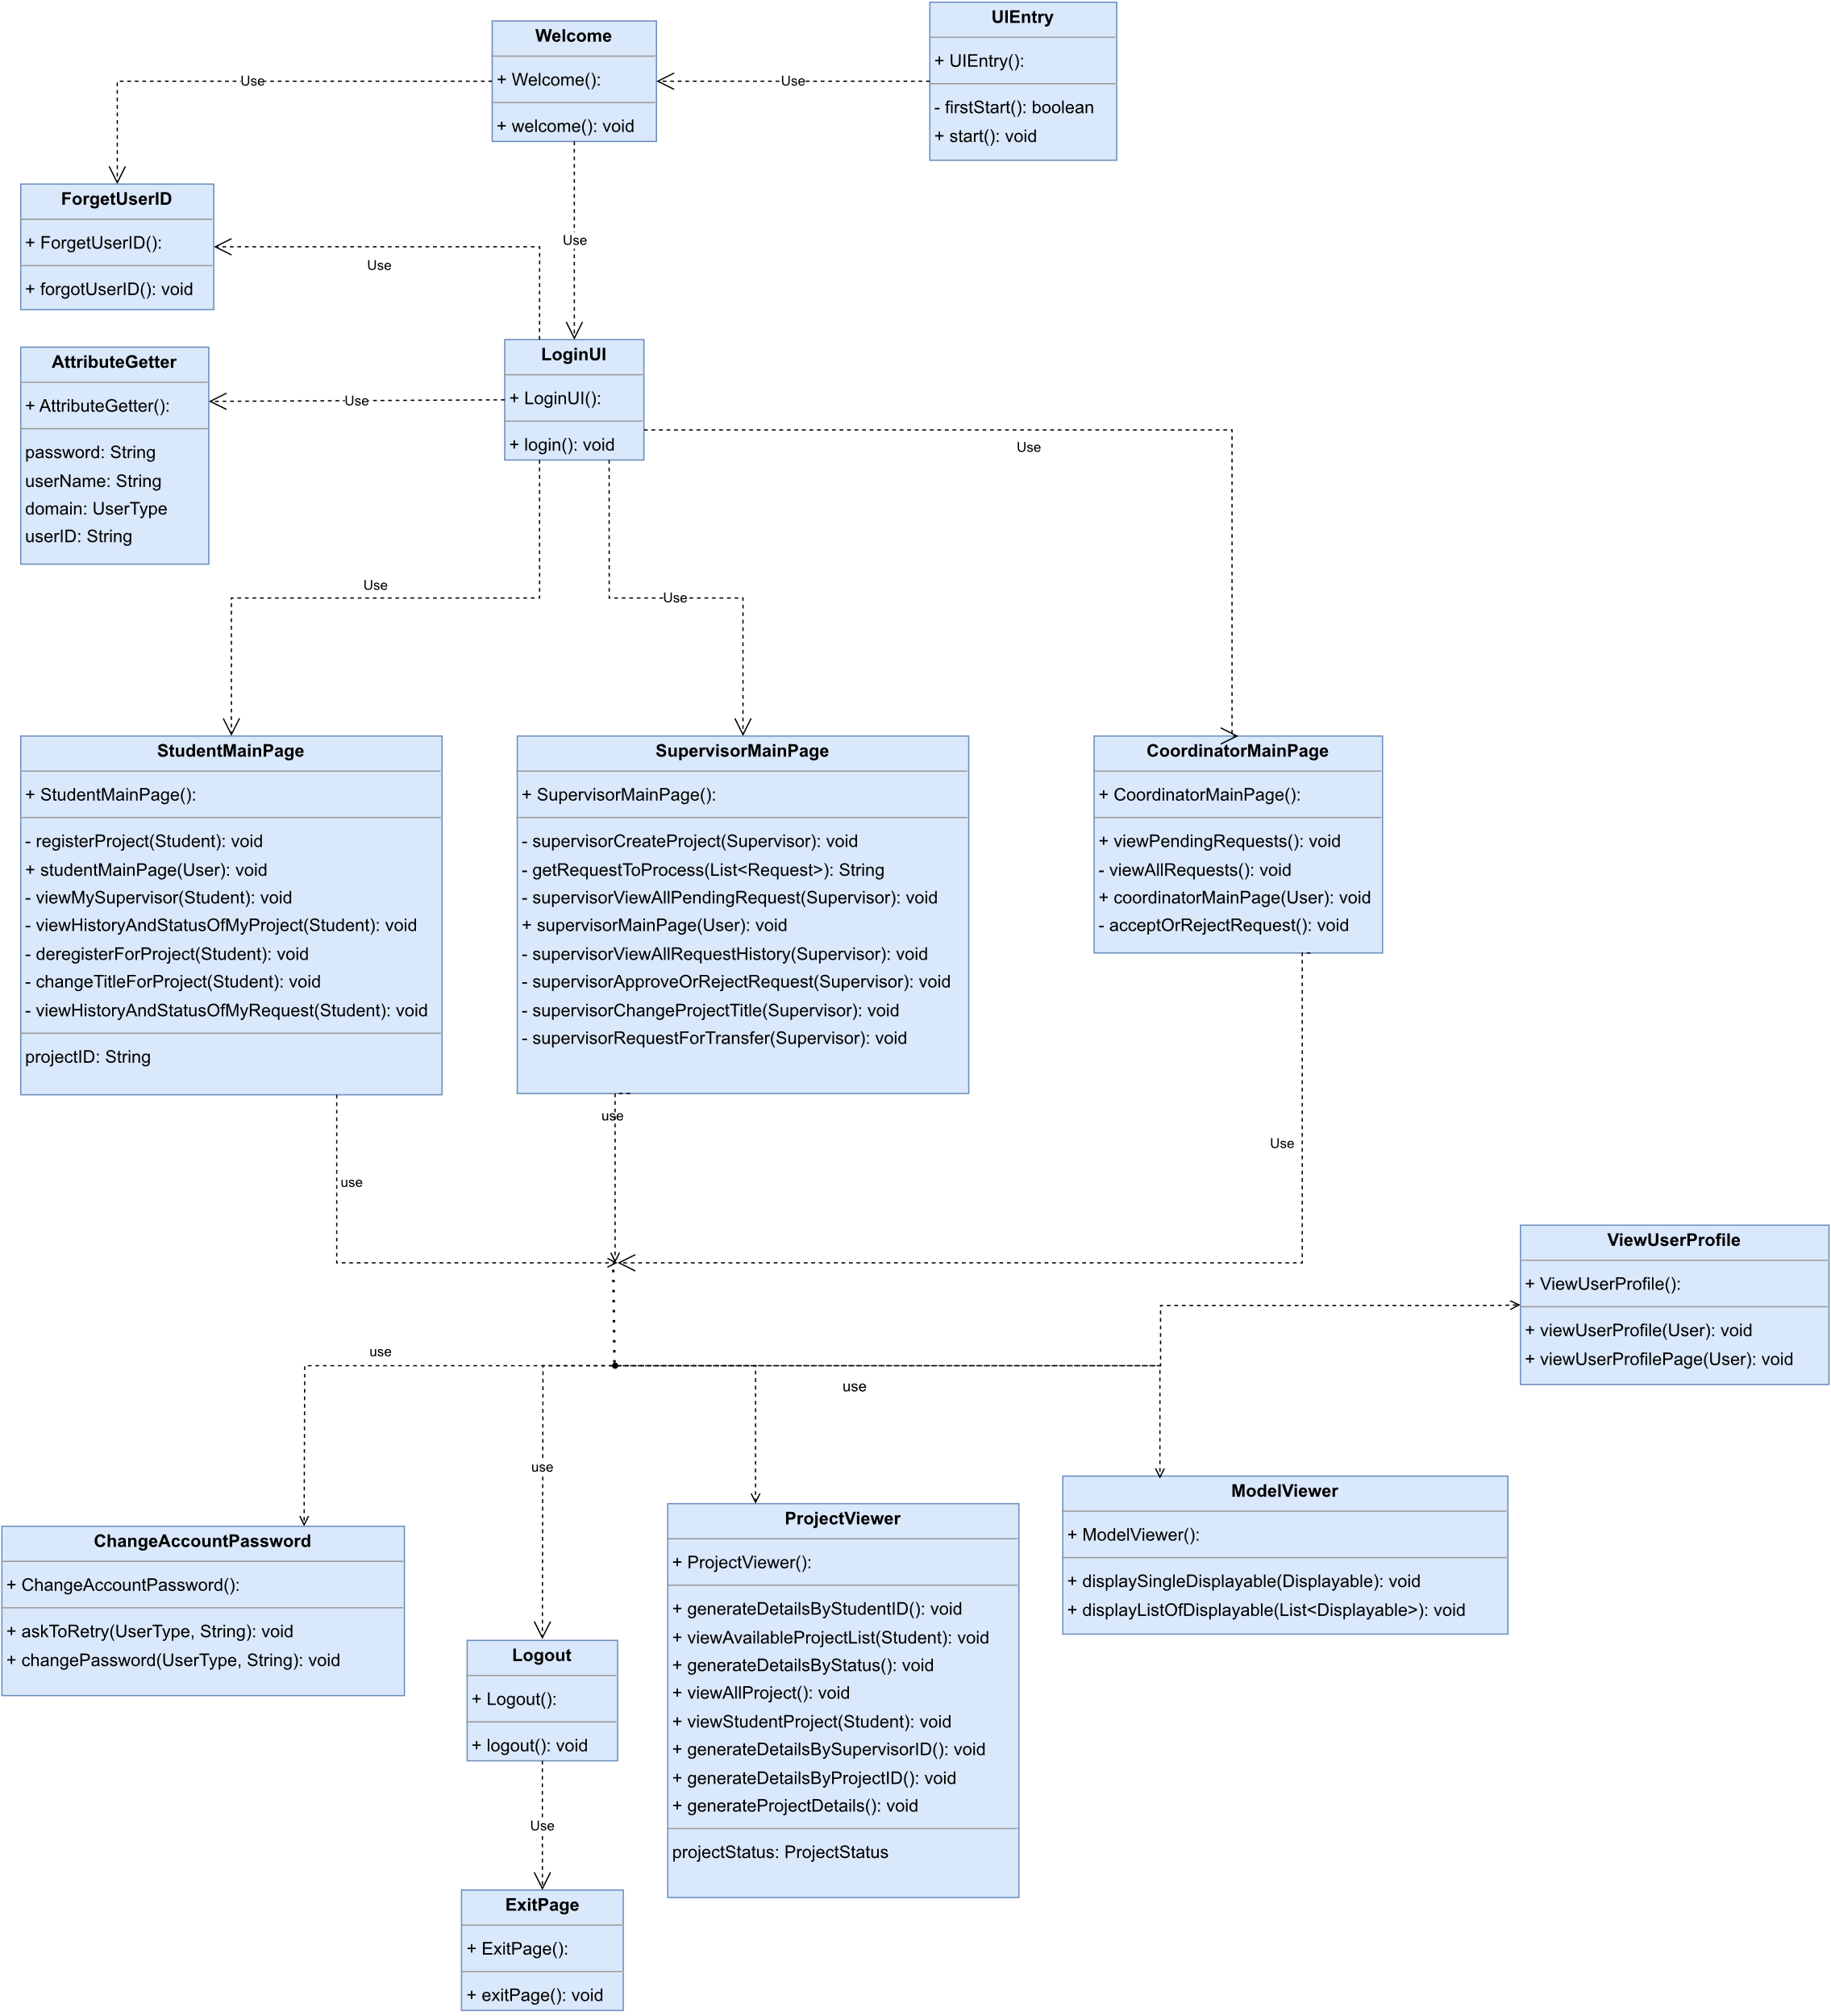 UIEntry
+ UIEntry():
- firstStart(): boolean
+ start(): void
Welcome
+ Welcome():
+ welcome(): void
Use
Use
Use
ForgetUserID
+ ForgetUserID():
+ forgotUserID(): void
Use
AttributeGetter
+ AttributeGetter():
password: String
userName: String
domain: UserType
userID: String
Use
LoginUI
+ LoginUI():
+ login(): void
Use
Use
Use
StudentMainPage
+ StudentMainPage():
- registerProject(Student): void
+ studentMainPage(User): void
- viewMySupervisor(Student): void
- viewHistoryAndStatusOfMyProject(Student): void
- deregisterForProject(Student): void
- changeTitleForProject(Student): void
- viewHistoryAndStatusOfMyRequest(Student): void
projectID: String
SupervisorMainPage
+ SupervisorMainPage():
- supervisorCreateProject(Supervisor): void
- getRequestToProcess(List<Request>): String
- supervisorViewAllPendingRequest(Supervisor): void
+ supervisorMainPage(User): void
- supervisorViewAllRequestHistory(Supervisor): void
- supervisorApproveOrRejectRequest(Supervisor): void
- supervisorChangeProjectTitle(Supervisor): void
- supervisorRequestForTransfer(Supervisor): void
CoordinatorMainPage
+ CoordinatorMainPage():
+ viewPendingRequests(): void
- viewAllRequests(): void
+ coordinatorMainPage(User): void
- acceptOrRejectRequest(): void
use
use
Use
ViewUserProfile
+ ViewUserProfile():
+ viewUserProfile(User): void
+ viewUserProfilePage(User): void
use
use
use
ChangeAccountPassword
+ ChangeAccountPassword():
+ askToRetry(UserType, String): void
+ changePassword(UserType, String): void
Logout
+ Logout():
+ logout(): void
Use
ExitPage
+ ExitPage():
+ exitPage(): void
ProjectViewer
+ ProjectViewer():
+ generateDetailsByStudentID(): void
+ viewAvailableProjectList(Student): void
+ generateDetailsByStatus(): void
+ viewAllProject(): void
+ viewStudentProject(Student): void
+ generateDetailsBySupervisorID(): void
+ generateDetailsByProjectID(): void
+ generateProjectDetails(): void
projectStatus: ProjectStatus
ModelViewer
+ ModelViewer():
+ displaySingleDisplayable(Displayable): void
+ displayListOfDisplayable(List<Displayable>): void